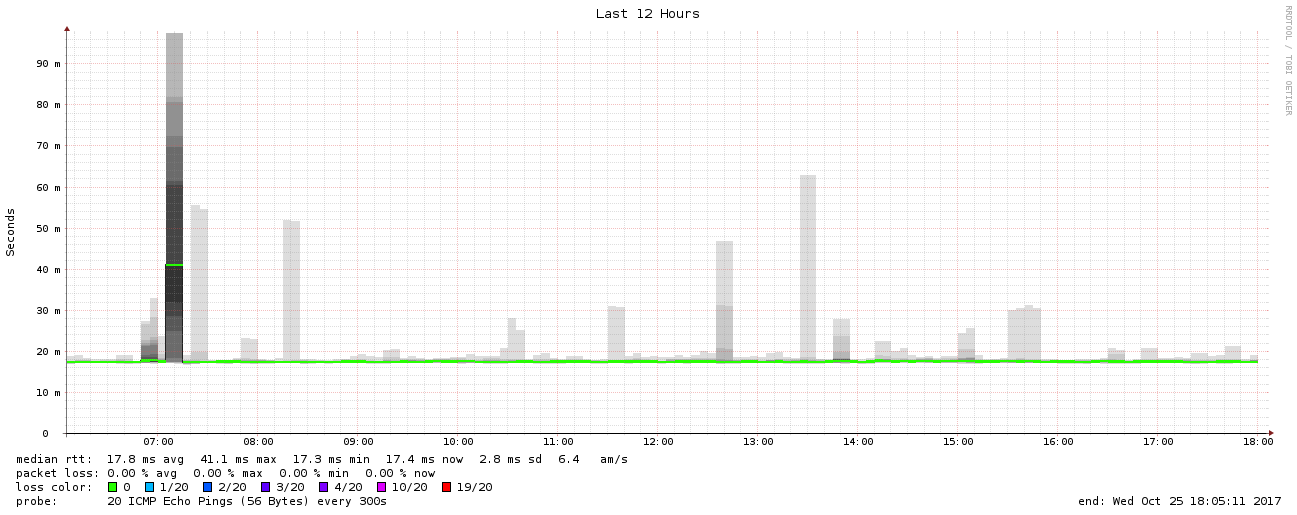 Last 12 Hours
RRDTOOL / TOBI OETIKER
Seconds
90 m
80 m
70 m
60 m
50 m
40 m
30 m
20 m
10 m
0
07:00 08:00 09:00 10:00 11:00 12:00 13:00 14:00 15:00 16:00 17:00 18:00
median rtt: 17.8 ms avg 41.1 ms max 17.3 ms min 17.4 ms now 2.8 ms sd 6.4 am/s
packet loss: 0.00 % avg 0.00 % max 0.00 % min 0.00 % now
loss color: 0 1/20 2/20 3/20 4/20 10/20 19/20
probe: 20 ICMP Echo Pings (56 Bytes) every 300s end: Wed Oct 25 18:05:11 2017